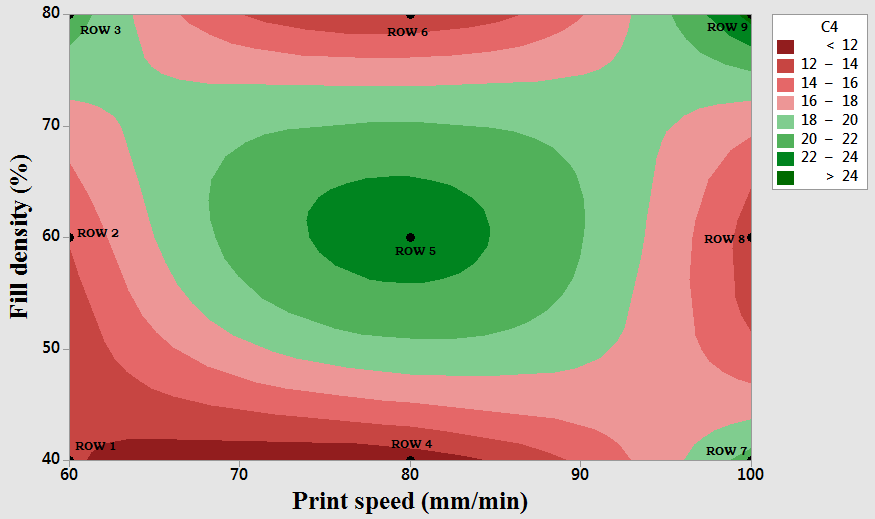 80
70
60
50
40
Fill density (%)
ROW 3
ROW 6
ROW 9
ROW 2
ROW 5
ROW 8
ROW 1
ROW 4
ROW 7
60
70
80
90
100
Print speed (mm/min)
C4
< 12
12 – 14
14 – 16
16 – 18
18 – 20
20 – 22
22 – 24
> 24